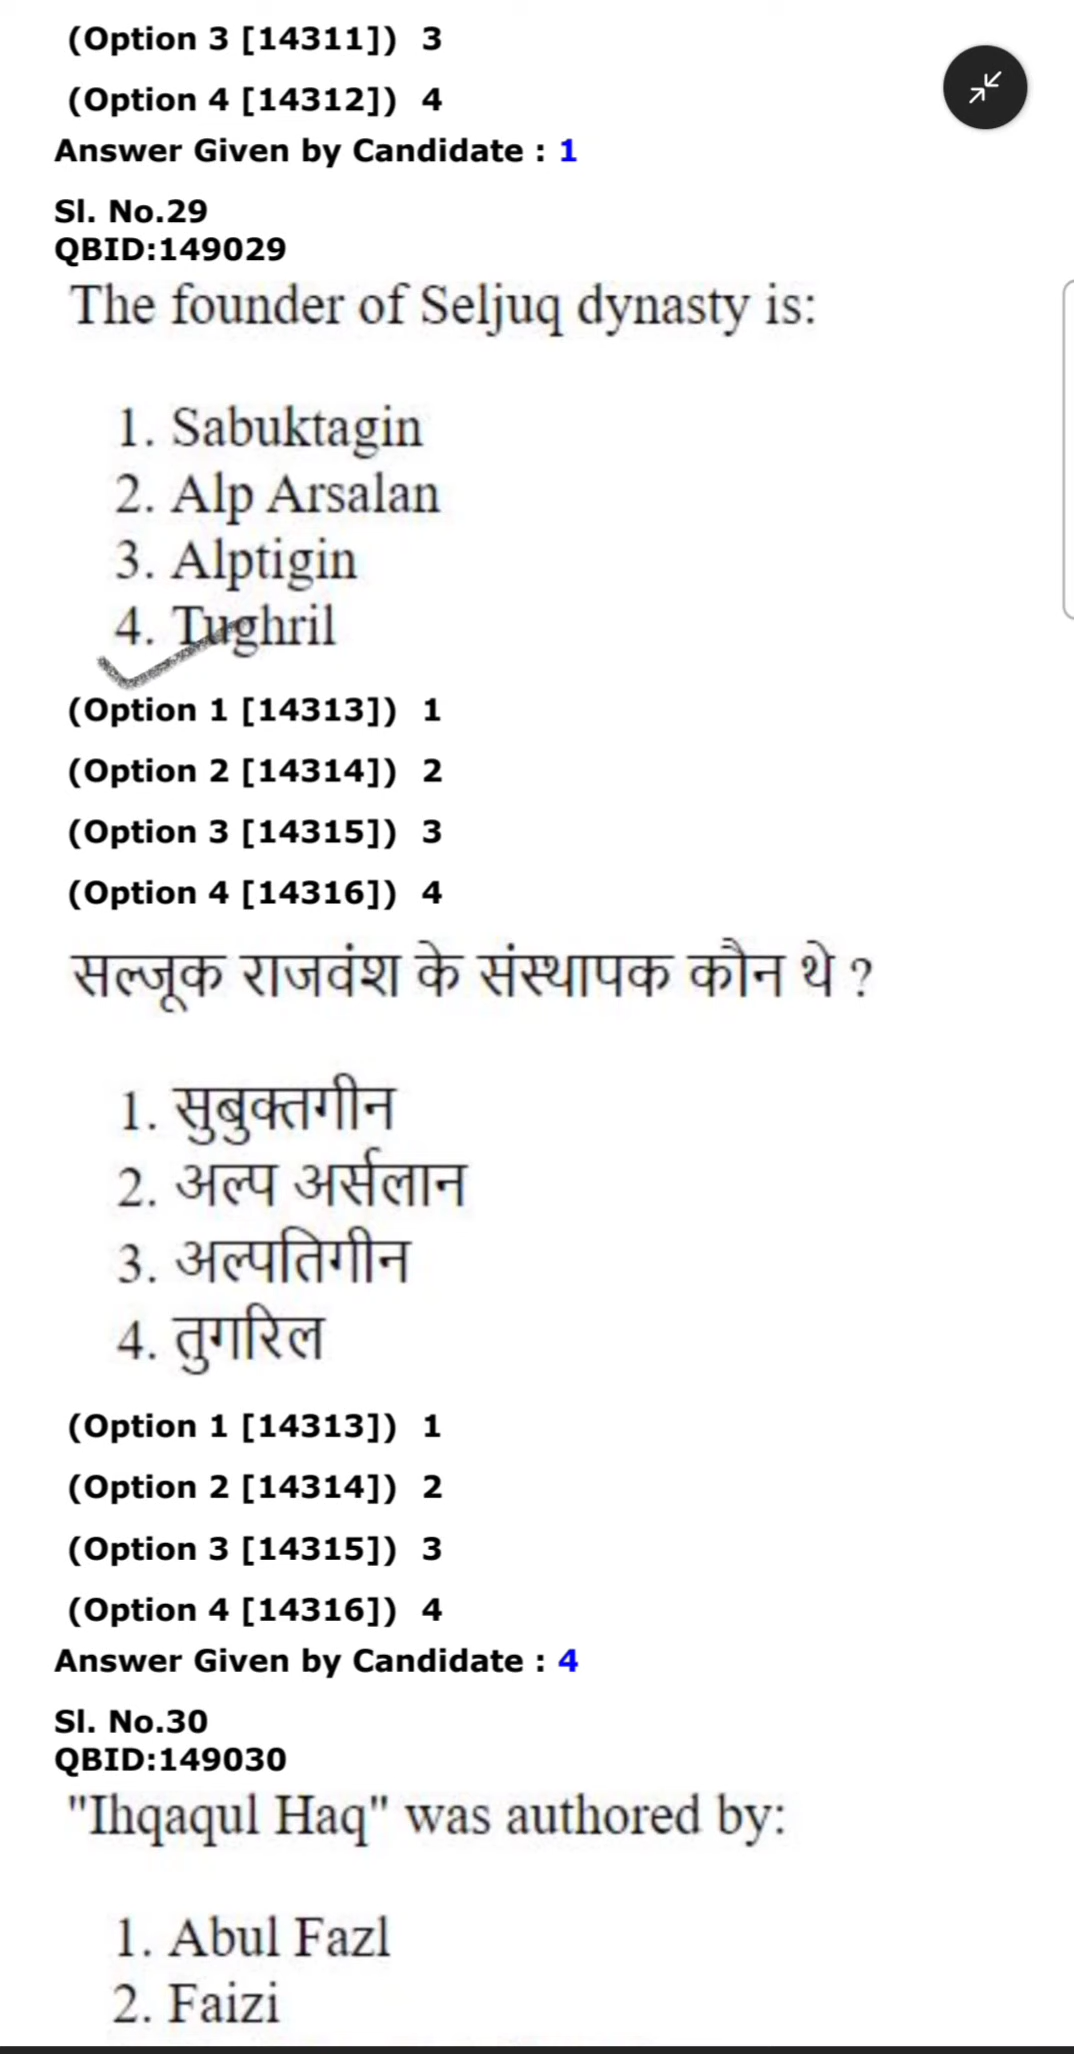 (Option 3 [14311]) 3
(Option 4 [14312]) 4
Answer Given by Candidate : 1
Sl. No.29
QBID:149029
The founder of Seljuq dynasty is:
1. Sabuktagin
2. Alp Arsalan
3. Alptigin
4. Tughril
(Option 1 [14313]) 1
(Option 2 [14314]) 2
(Option 3 [14315]) 3
(Option 4 [14316]) 4
सल्जूक राजवंश के संस्थापक कौन थे ?
1. सुबुक्तगीन
2. अल्प अर्सलान
3. अल्पतिगीन
4. तुगरिल
(Option 1 [14313]) 1
(Option 2 [14314]) 2
(Option 3 [14315]) 3
(Option 4 [14316]) 4
Answer Given by Candidate : 4
Sl. No.30
QBID:149030
"Ihqaqul Haq" was authored by:
1. Abul Fazl
2. Faizi